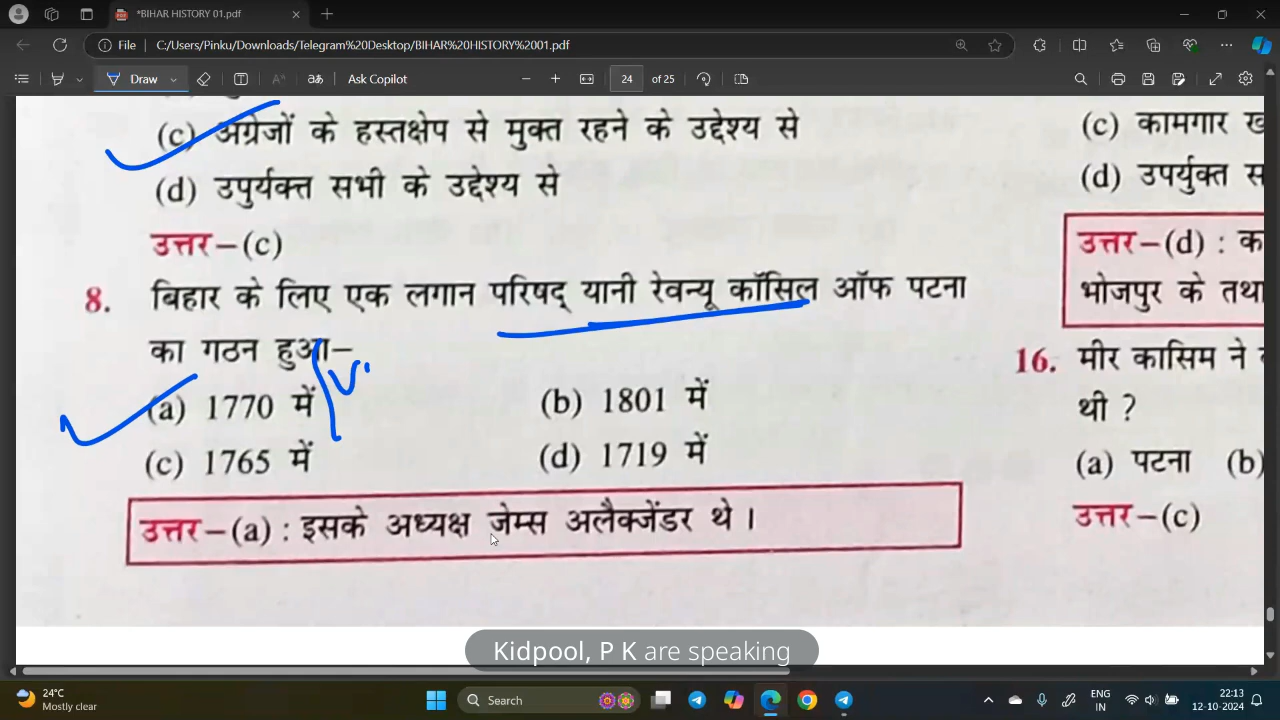 *BIHAR HISTORY 01.pdf
File | C:/Users/Pinku/Downloads/Telegram%20Desktop/BIHAR%20HISTORY%2001.pdf
Draw
Ask Copilot
24 of 25
(c) अंग्रेजों के हस्तक्षेप से मुक्त रहने के उद्देश्य से
(d) उपुर्यक्त सभी के उद्देश्य से
उत्तर–(c)
8. बिहार के लिए एक लगान परिषद् यानी रेवन्यू कॉसिल ऑफ पटना
का गठन हुआ–
(a) 1770 में (b) 1801 में
(c) 1765 में (d) 1719 में
उत्तर–(a) : इसके अध्यक्ष जेम्स अलैक्जेंडर थे ।
(c) कामगार
(d) उपर्युक्त
उत्तर–(d) :
भोजपुर के तथा
16. मीर कासिम ने
थी ?
(a) पटना (b)
उत्तर–(c)
Kidpool, P K are speaking
24°C
Mostly clear
Search
ENG
IN
22:13
12-10-2024